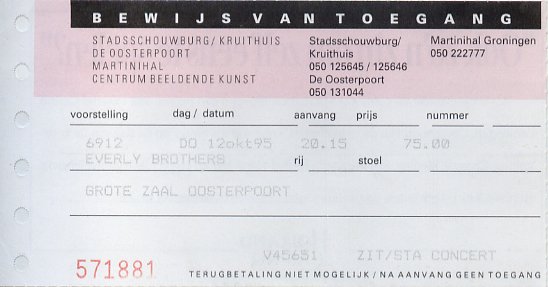 BEWIJS VAN TOEGANG
STADSSCHOUWBURG/ KRUITHUIS
DE OOSTERPOORT
MARTINIHAL
CENTRUM BEELDENDE KUNST
Stadsschouwburg/
Kruithuis
050 125645 / 125646
De Oosterpoort
050 131044
Martinihal Groningen
050 222777
voorstelling dag / datum aanvang prijs nummer
6912 DO 12okt95 20.15 75.00
EVERLY BROTHERS rij stoel
GROTE ZAAL OOSTERPOORT
V45651 ZIT/STA CONCERT
571881 TERUGBETALING NIET MOGELIJK / NA AANVANG GEEN TOEGANG